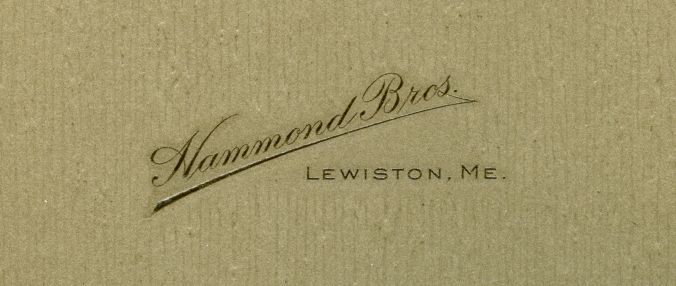 Hammond Bros.
LEWISTON, ME.